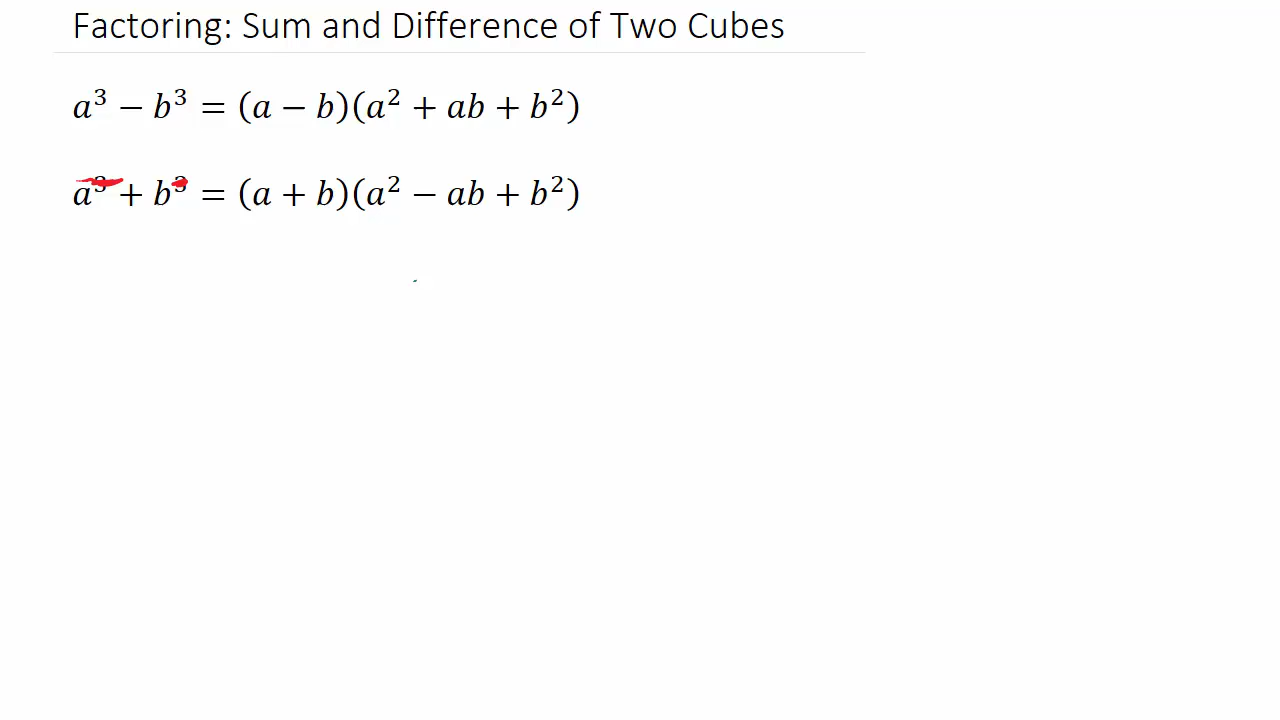 Factoring: Sum and Difference of Two Cubes
a³ − b³ = (a − b)(a² + ab + b²)
a³ + b³ = (a + b)(a² − ab + b²)